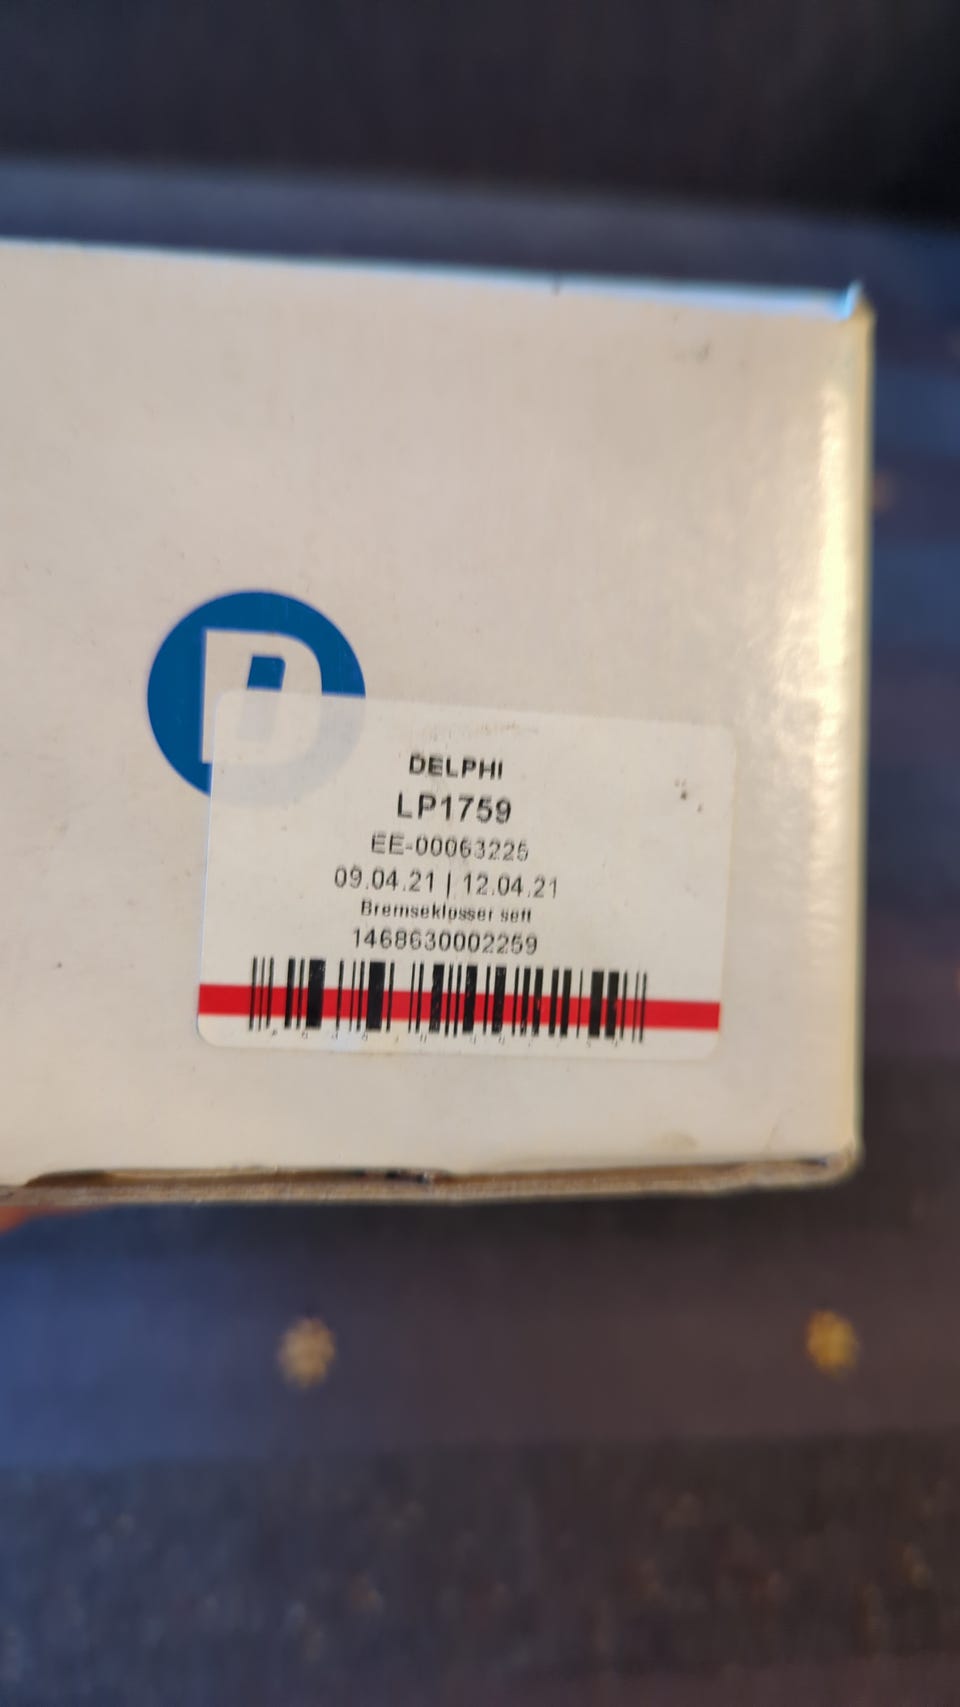 D
DELPHI
LP1759
EE-00063225
09.04.21 | 12.04.21
Bremseklosser sett
1468630002259